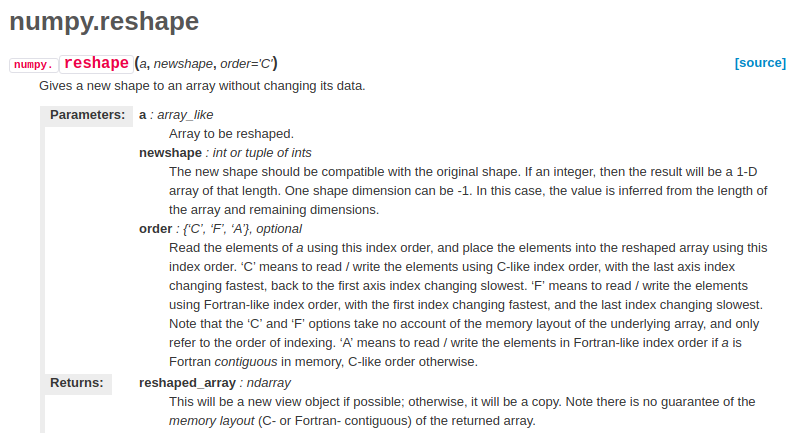 numpy.reshape
numpy. reshape(a, newshape, order='C') [source]
Gives a new shape to an array without changing its data.
Parameters: a : array_like
Array to be reshaped.
newshape : int or tuple of ints
The new shape should be compatible with the original shape. If an integer, then the result will be a 1-D
array of that length. One shape dimension can be -1. In this case, the value is inferred from the length of
the array and remaining dimensions.
order : {‘C’, ‘F’, ‘A’}, optional
Read the elements of a using this index order, and place the elements into the reshaped array using this
index order. ‘C’ means to read / write the elements using C-like index order, with the last axis index
changing fastest, back to the first axis index changing slowest. ‘F’ means to read / write the elements
using Fortran-like index order, with the first index changing fastest, and the last index changing slowest.
Note that the ‘C’ and ‘F’ options take no account of the memory layout of the underlying array, and only
refer to the order of indexing. ‘A’ means to read / write the elements in Fortran-like index order if a is
Fortran contiguous in memory, C-like order otherwise.
Returns: reshaped_array : ndarray
This will be a new view object if possible; otherwise, it will be a copy. Note there is no guarantee of the
memory layout (C- or Fortran- contiguous) of the returned array.